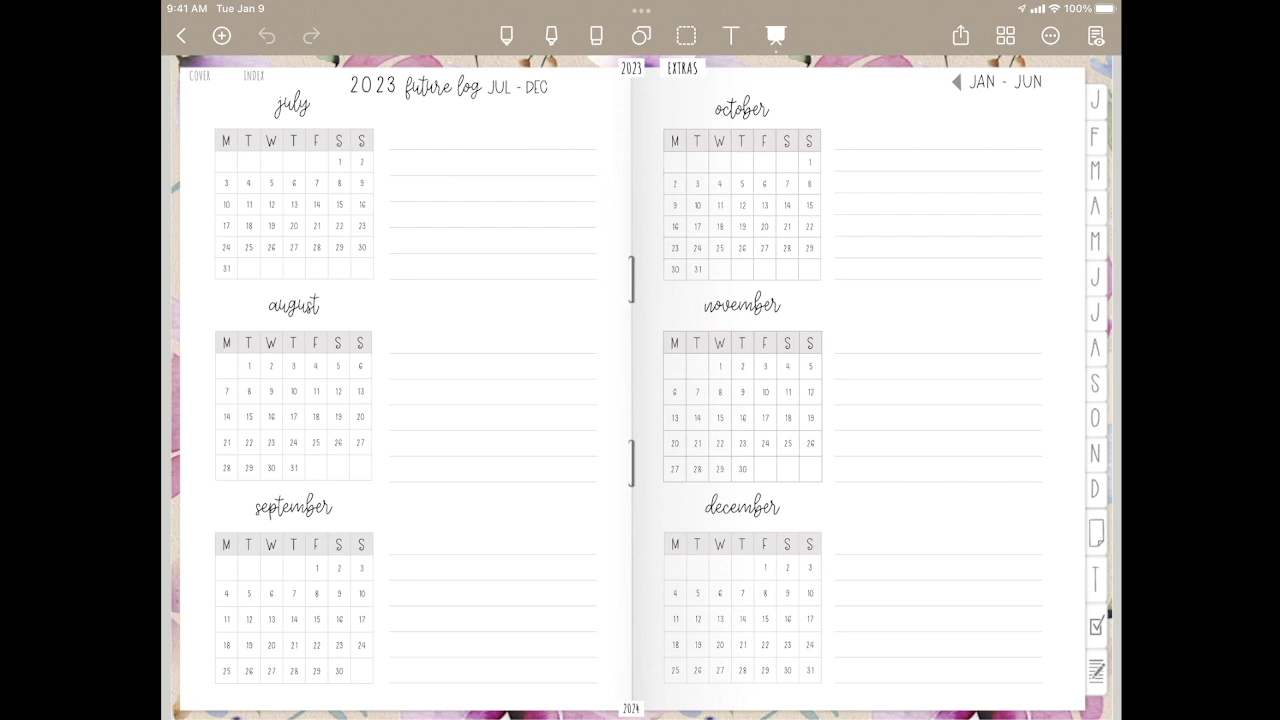 9:41 AM Tue Jan 9
100%
T
COVER INDEX
2023 future log JUL - DEC
2023 EXTRAS
JAN - JUN
july
M T W T F S S
1 2
3 4 5 6 7 8 9
10 11 12 13 14 15 16
17 18 19 20 21 22 23
24 25 26 27 28 29 30
31
august
M T W T F S S
1 2 3 4 5 6
7 8 9 10 11 12 13
14 15 16 17 18 19 20
21 22 23 24 25 26 27
28 29 30 31
september
M T W T F S S
1 2 3
4 5 6 7 8 9 10
11 12 13 14 15 16 17
18 19 20 21 22 23 24
25 26 27 28 29 30
october
M T W T F S S
1
2 3 4 5 6 7 8
9 10 11 12 13 14 15
16 17 18 19 20 21 22
23 24 25 26 27 28 29
30 31
november
M T W T F S S
1 2 3 4 5
6 7 8 9 10 11 12
13 14 15 16 17 18 19
20 21 22 23 24 25 26
27 28 29 30
december
M T W T F S S
1 2 3
4 5 6 7 8 9 10
11 12 13 14 15 16 17
18 19 20 21 22 23 24
25 26 27 28 29 30 31
2024
J
F
M
A
M
J
J
A
S
O
N
D
T